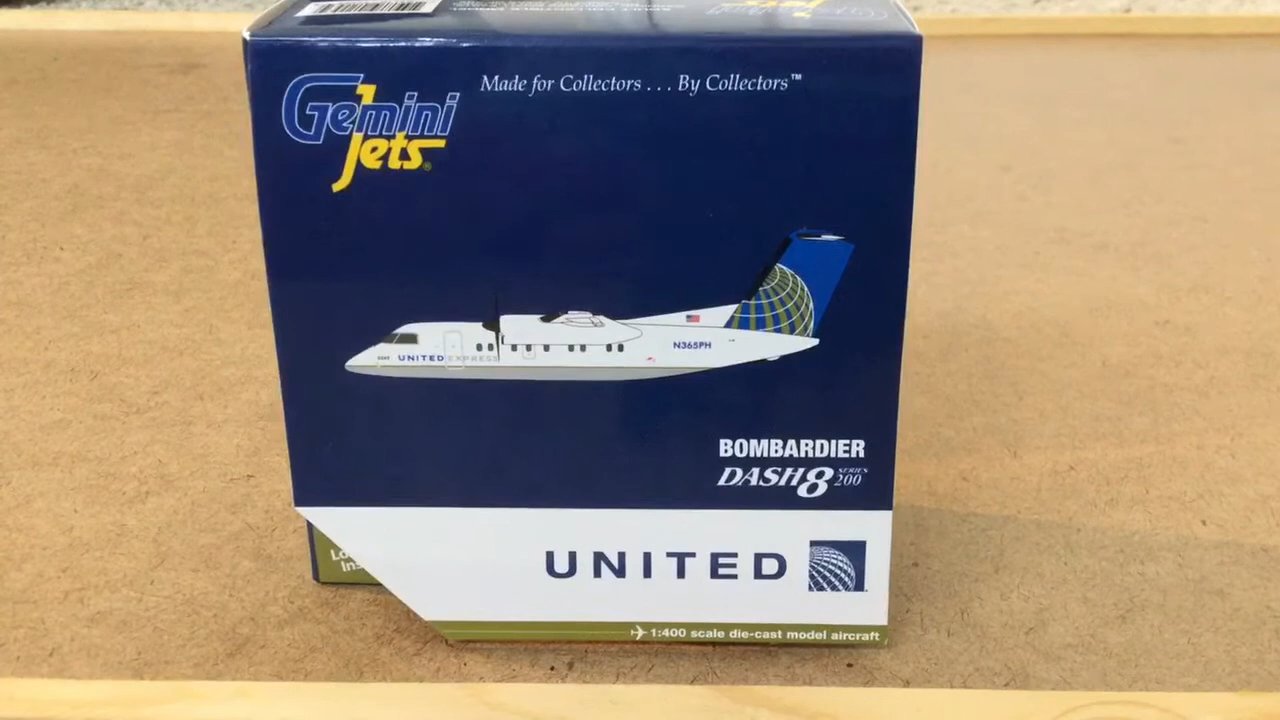 Gemini
Jets®
Made for Collectors . . . By Collectors™
UNITED EXPRESS
N365PH
BOMBARDIER
DASH 8 SERIES
200
UNITED
1:400 scale die-cast model aircraft